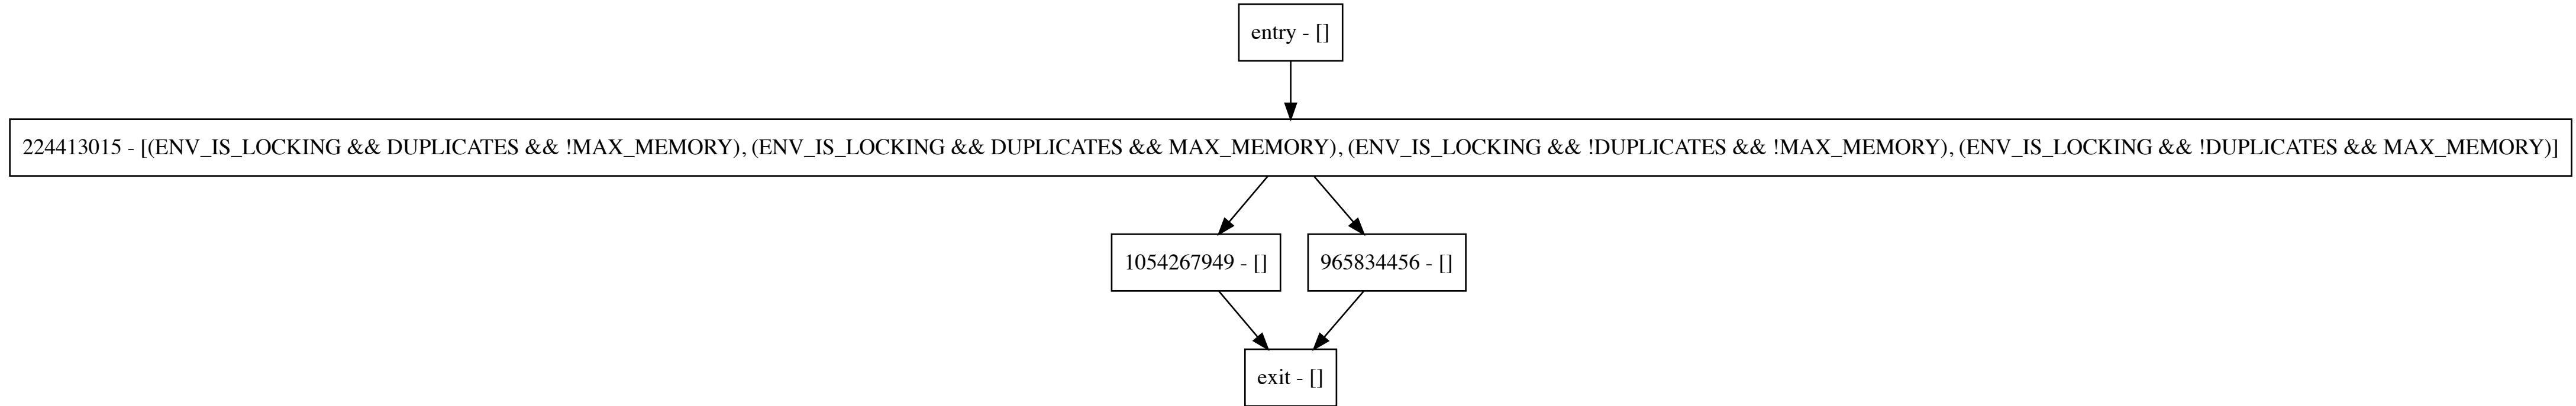 entry - []
224413015 - [(ENV_IS_LOCKING && DUPLICATES && !MAX_MEMORY), (ENV_IS_LOCKING && DUPLICATES && MAX_MEMORY), (ENV_IS_LOCKING && !DUPLICATES && !MAX_MEMORY), (ENV_IS_LOCKING && !DUPLICATES && MAX_MEMORY)]
1054267949 - []
965834456 - []
exit - []